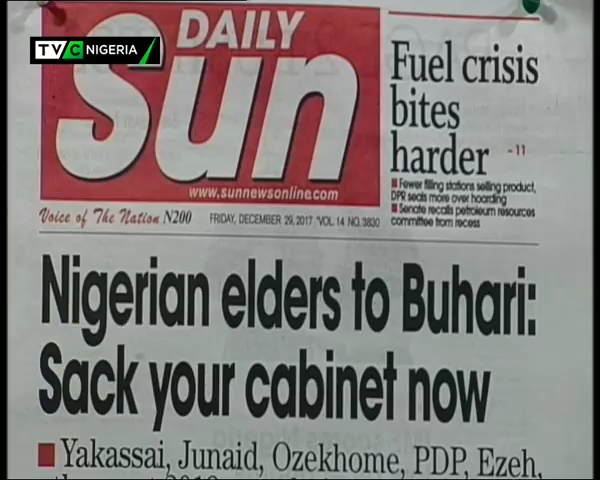 TVC NIGERIA
DAILY
Sun
www.sunnewsonline.com
Fuel crisis
bites
harder -11
Fewer filling stations selling product,
DPR seals more over hoarding
Senate recalls petroleum resources
committee from recess
Voice of The Nation N200
FRIDAY, DECEMBER 29, 2017 VOL. 14 NO. 3830
Nigerian elders to Buhari:
Sack your cabinet now
Yakassai, Junaid, Ozekhome, PDP, Ezeh,